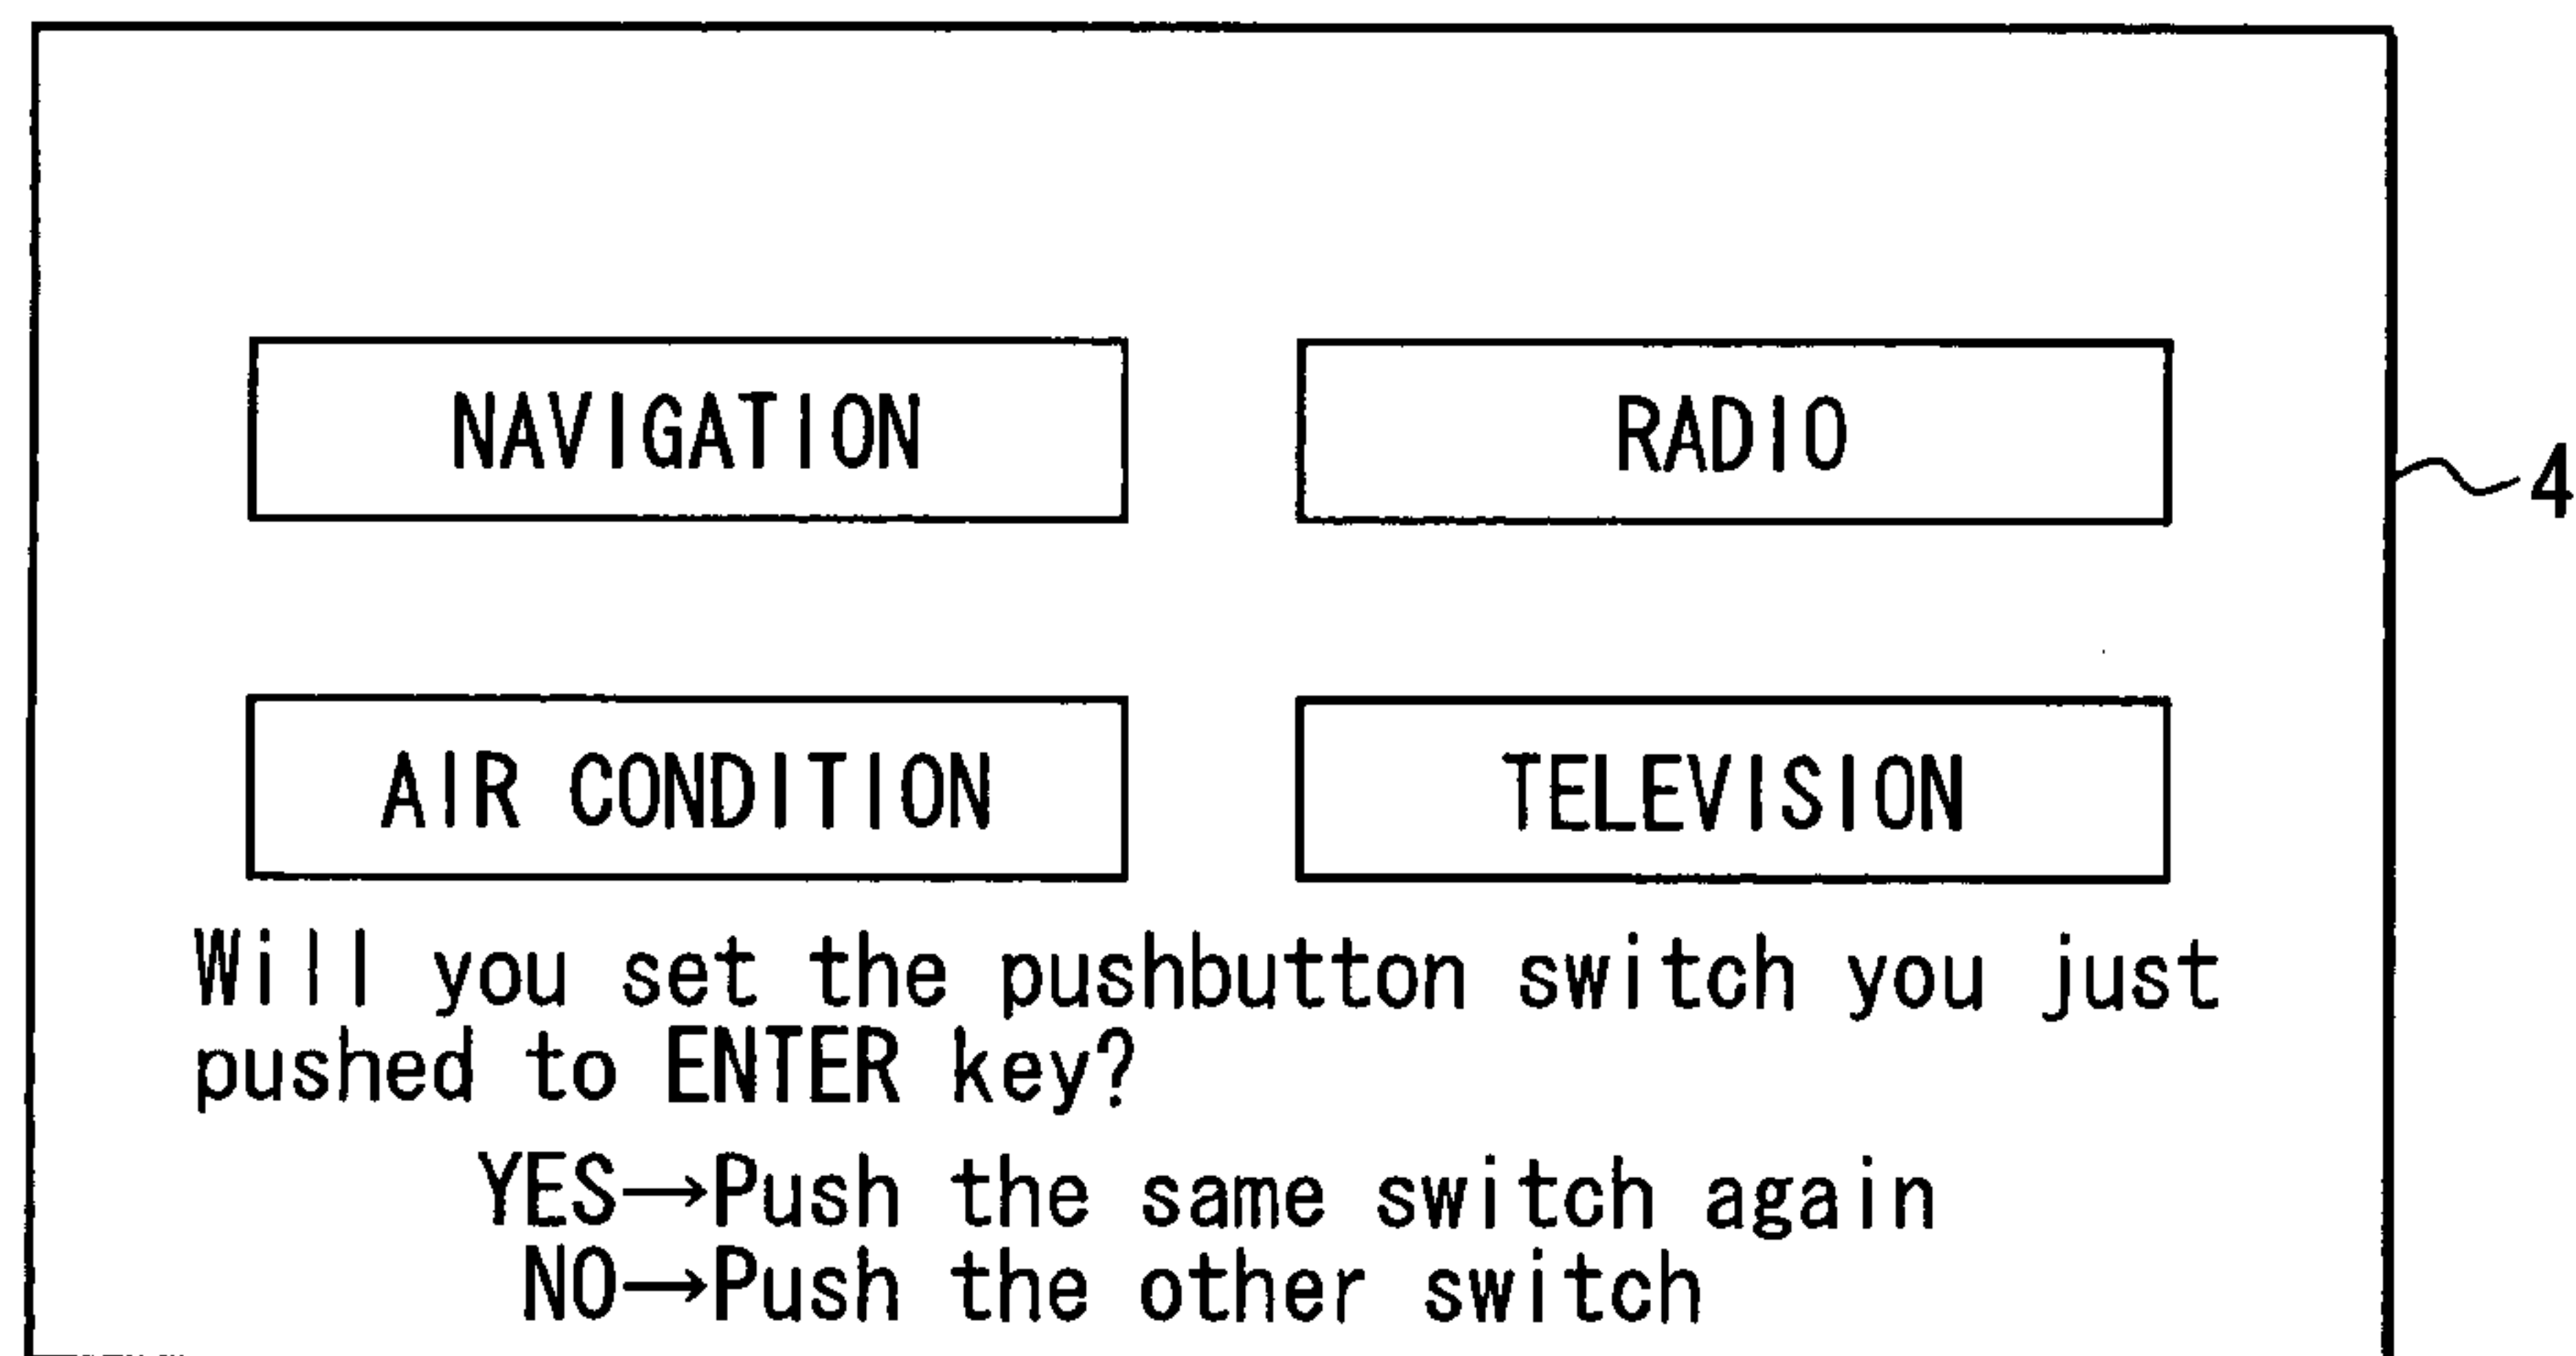 NAVIGATION RADIO
4
AIR CONDITION TELEVISION
Will you set the pushbutton switch you just
pushed to ENTER key?
YES→Push the same switch again
NO→Push the other switch